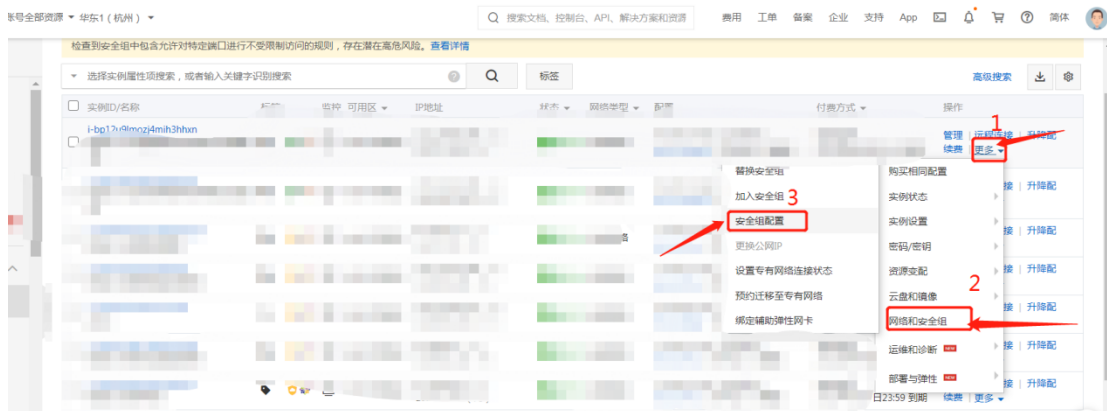 账号全部资源 华东1（杭州） 搜索文档、控制台、API、解决方案和资源 费用 工单 备案 企业 支持 App 简体
检查到安全组中包含允许对特定端口进行不受限制访问的规则，存在潜在高危风险。查看详情
选择实例属性项搜索，或者输入关键字识别搜索 标签 高级搜索
实例ID/名称 监控 可用区 IP地址 状态 网络类型 配置 付费方式 操作
i-bp12u9lmozj4mih3hhxn
1
管理 | 远程连接 | 升降配
续费 | 更多
替换安全组 购买相同配置
加入安全组 3 实例状态 接 | 升降配
安全组配置 实例设置
更换公网IP 密码/密钥 接 | 升降配
设置专有网络连接状态 资源变配 接 | 升降配
预约迁移至专有网络 云盘和镜像 2
绑定辅助弹性网卡 网络和安全组 接 | 升降配
运维和诊断 NEW 接 | 升降配
部署与弹性 NEW 接 | 升降配
日23:59 到期 续费 | 更多